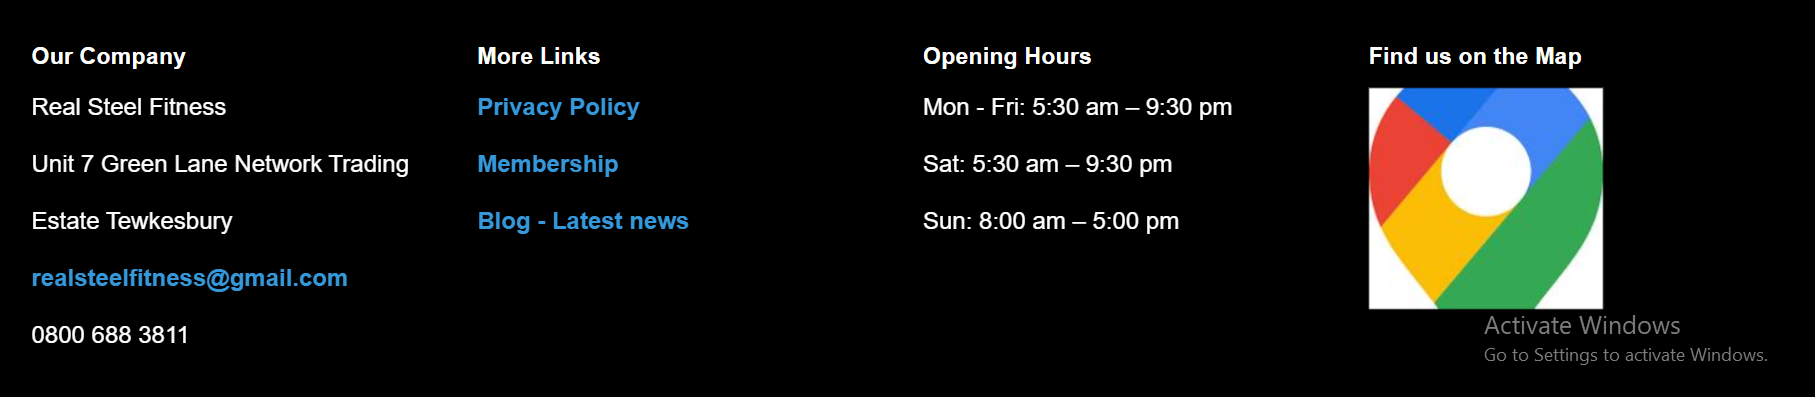 Our Company
Real Steel Fitness
Unit 7 Green Lane Network Trading
Estate Tewkesbury
realsteelfitness@gmail.com
0800 688 3811
More Links
Privacy Policy
Membership
Blog - Latest news
Opening Hours
Mon - Fri: 5:30 am – 9:30 pm
Sat: 5:30 am – 9:30 pm
Sun: 8:00 am – 5:00 pm
Find us on the Map
Activate Windows
Go to Settings to activate Windows.